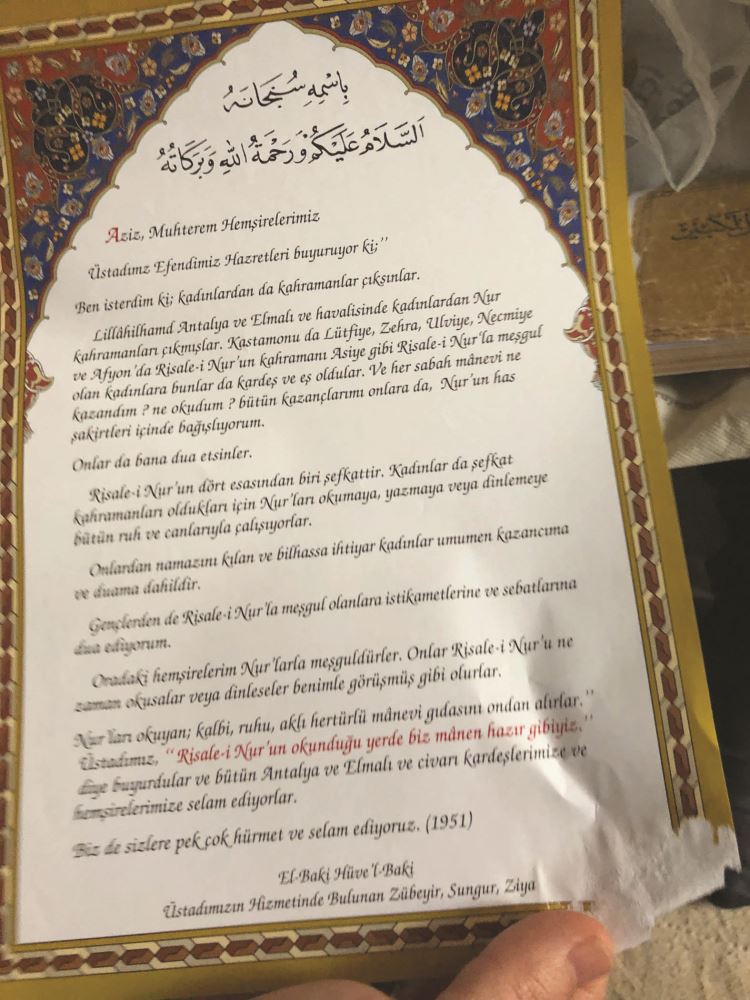 بِاسْمِهِ سُبْحَانَهُ
اَلسَّلَامُ عَلَيْكُمْ وَرَحْمَةُ اللهِ وَبَرَكَاتُهُ
Aziz, Muhterem Hemşirelerimiz
Üstadımz Efendimiz Hazretleri buyuruyor ki;''
Ben isterdim ki; kadınlardan da kahramanlar çıksınlar.
Lillâhilhamd Antalya ve Elmalı ve havalisinde kadınlardan Nur
kahramanları çıkmışlar. Kastamonu da Lütfiye, Zehra, Ulviye, Necmiye
ve Afyon'da Risale-i Nur'un kahramanı Asiye gibi Risale-i Nur'la meşgul
olan kadınlara bunlar da kardeş ve eş oldular. Ve her sabah mânevi ne
kazandım ? ne okudum ? bütün kazançlarımı onlara da, Nur'un has
şakirtleri içinde bağışlıyorum.
Onlar da bana dua etsinler.
Risale-i Nur'un dört esasından biri şefkattir. Kadınlar da şefkat
kahramanları oldukları için Nur'ları okumaya, yazmaya veya dinlemeye
bütün ruh ve canlarıyla çalışıyorlar.
Onlardan namazını kılan ve bilhassa ihtiyar kadınlar umumen kazancıma
ve duama dahildir.
Gençlerden de Risale-i Nur'la meşgul olanlara istikametlerine ve sebatlarına
dua ediyorum.
Oradaki hemşirelerim Nur'larla meşguldürler. Onlar Risale-i Nur'u ne
zaman okusalar veya dinleseler benimle görüşmüş gibi olurlar.
Nur'ları okuyan; kalbi, ruhu, aklı hertürlü mânevi gıdasını ondan alırlar.''
Üstadımız, '' Risale-i Nur'un okunduğu yerde biz mânen hazır gibiyiz.''
diye buyurdular ve bütün Antalya ve Elmalı ve civarı kardeşlerimize ve
hemşirelerimize selam ediyorlar.
Biz de sizlere pek çok hürmet ve selam ediyoruz. (1951)
El-Baki Hüve'l-Baki
Üstadımızın Hizmetinde Bulunan Zübeyir, Sungur, Ziya